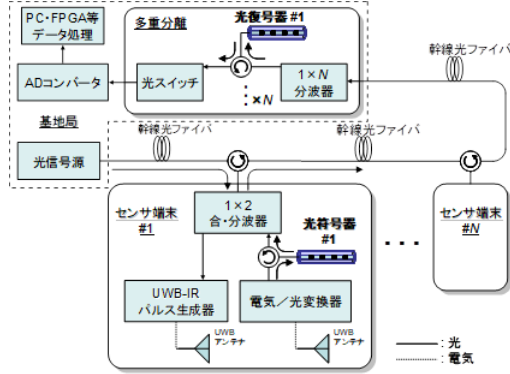 PC・FPGA等
データ処理
多重分離
光復号器 #1
ADコンバータ
光スイッチ
1×N
分波器
×N
幹線光ファイバ
基地局
幹線光ファイバ
幹線光ファイバ
光信号源
センサ端末
#1
1×2
合・分波器
光符号器
#1
センサ端末
#N
UWB-IR
パルス生成器
電気／光変換器
UWB
アンテナ
UWB
アンテナ
:光
:電気